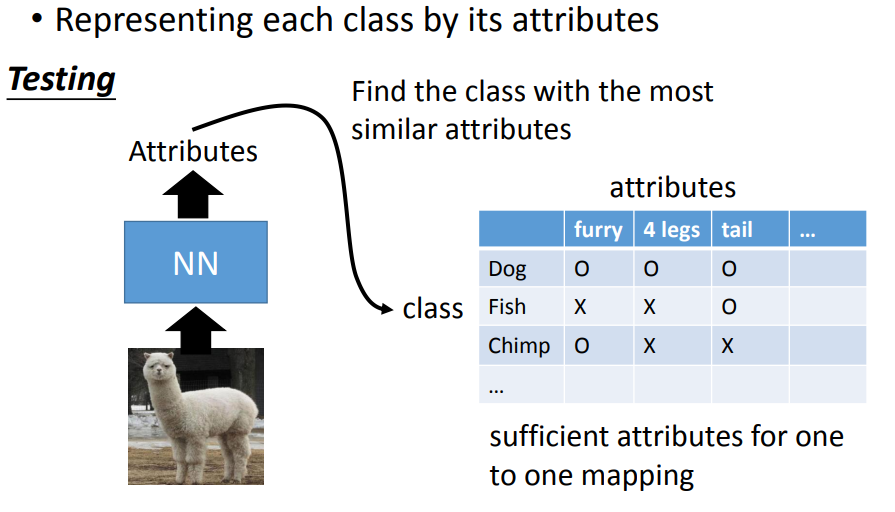 • Representing each class by its attributes
Testing
Find the class with the most
similar attributes
Attributes
NN
class
attributes
furry 4 legs tail ...
Dog O O O
Fish X X O
Chimp O X X
...
sufficient attributes for one
to one mapping